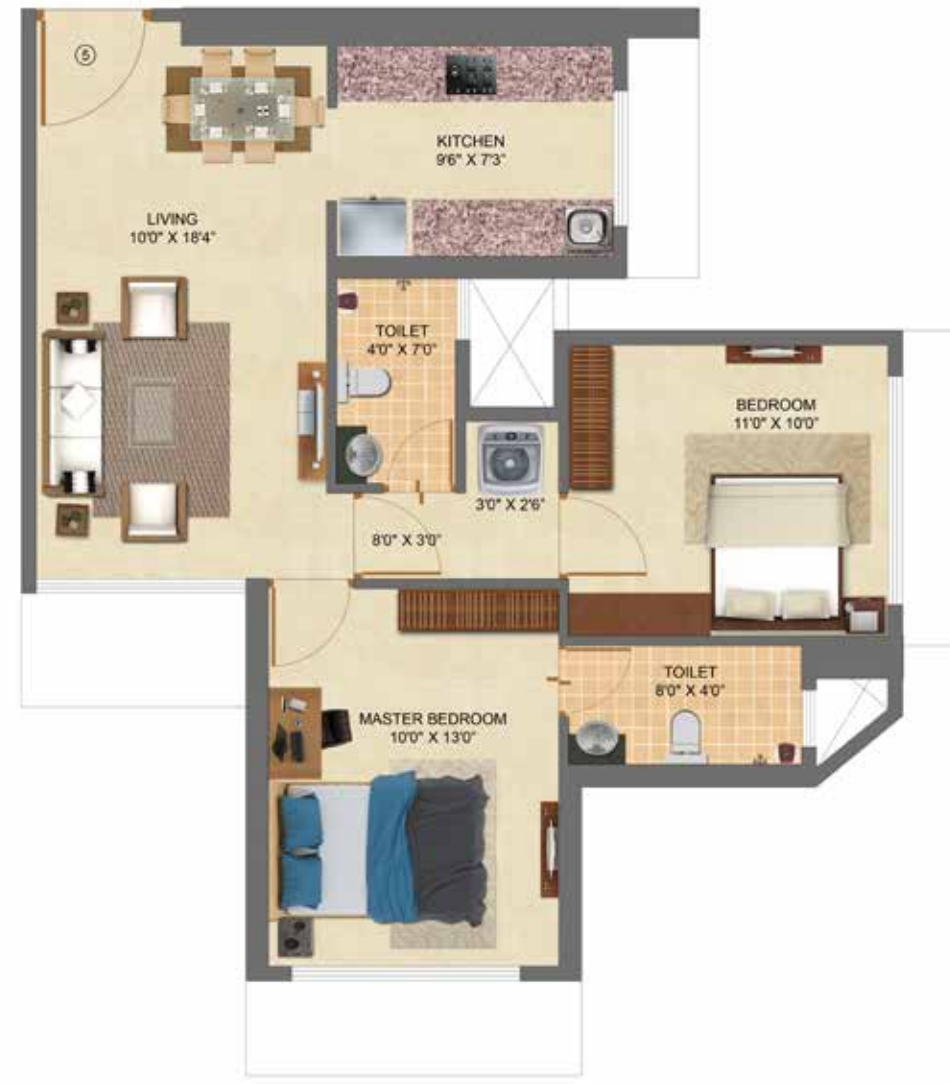 ⑤
KITCHEN
9'6" X 7'3"
LIVING
10'0" X 18'4"
TOILET
4'0" X 7'0"
BEDROOM
11'0" X 10'0"
3'0" X 2'6"
8'0" X 3'0"
TOILET
8'0" X 4'0"
MASTER BEDROOM
10'0" X 13'0"